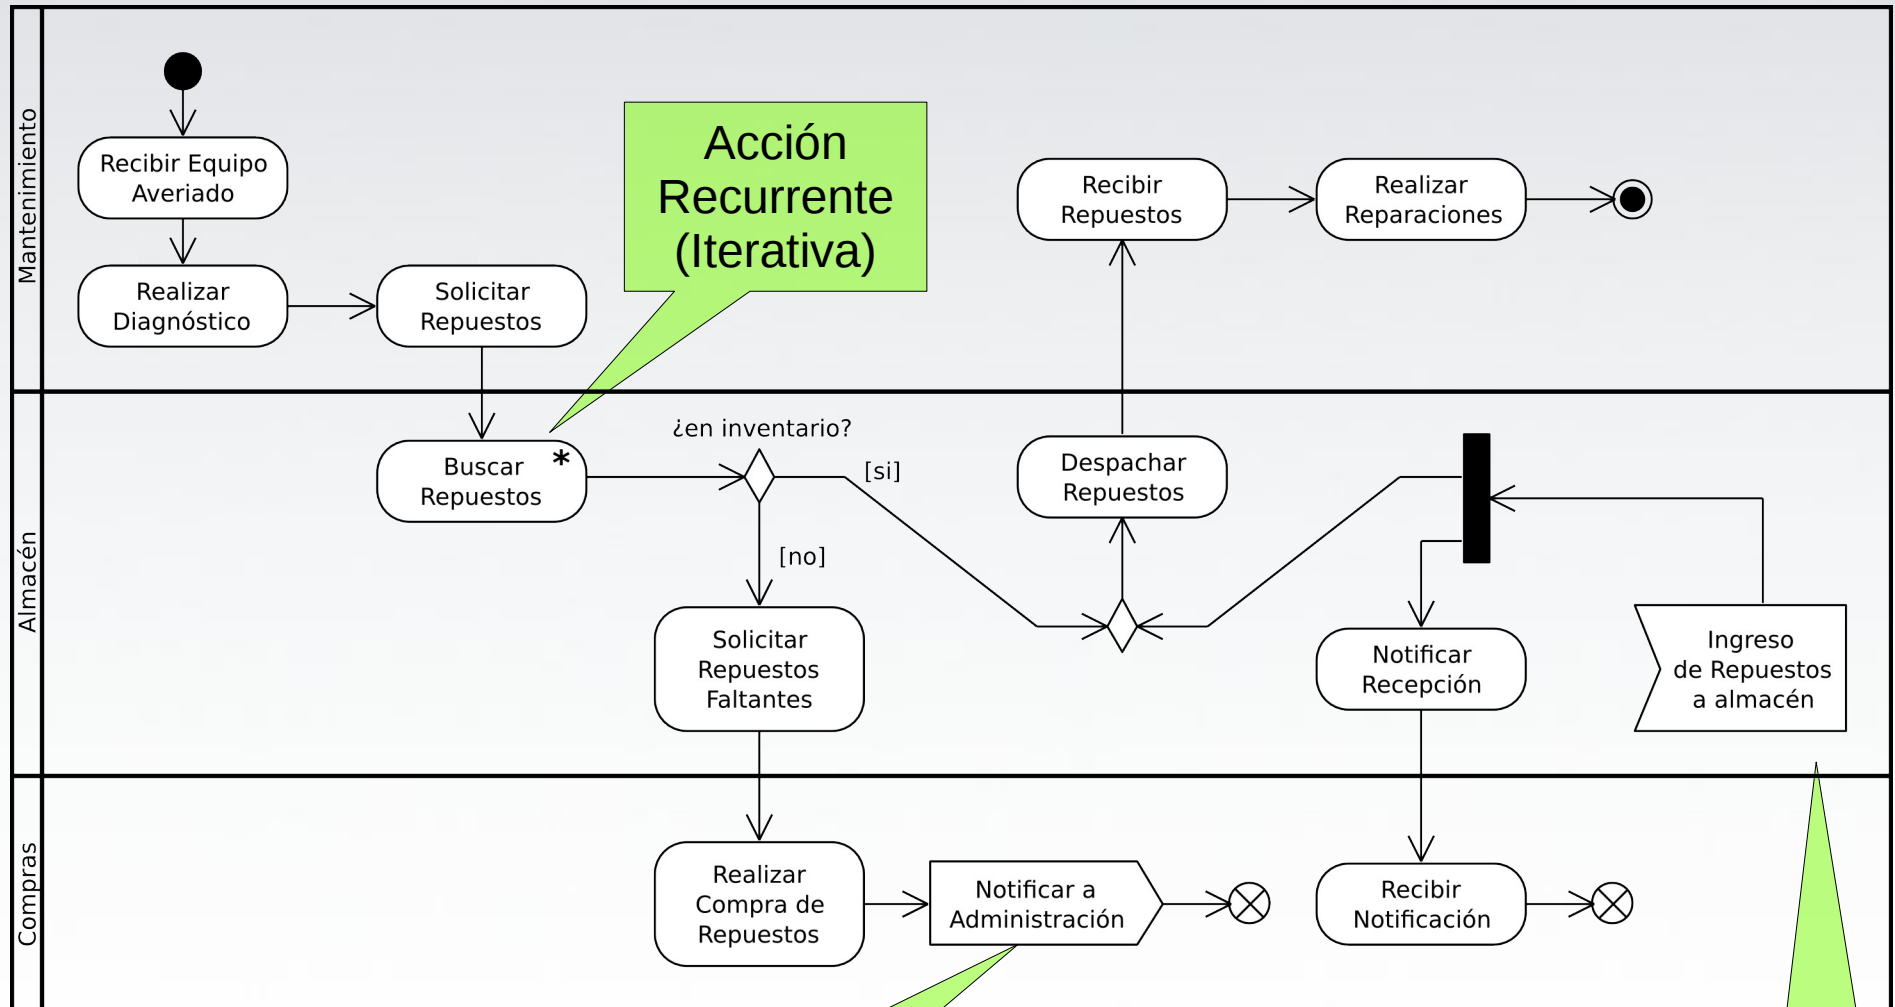 Mantenimiento
Recibir Equipo
Averiado
Realizar
Diagnóstico
Solicitar
Repuestos
Acción
Recurrente
(Iterativa)
Recibir
Repuestos
Realizar
Reparaciones
Almacén
Buscar
Repuestos
*
¿en inventario?
[si]
[no]
Solicitar
Repuestos
Faltantes
Despachar
Repuestos
Notificar
Recepción
Ingreso
de Repuestos
a almacén
Compras
Realizar
Compra de
Repuestos
Notificar a
Administración
Recibir
Notificación